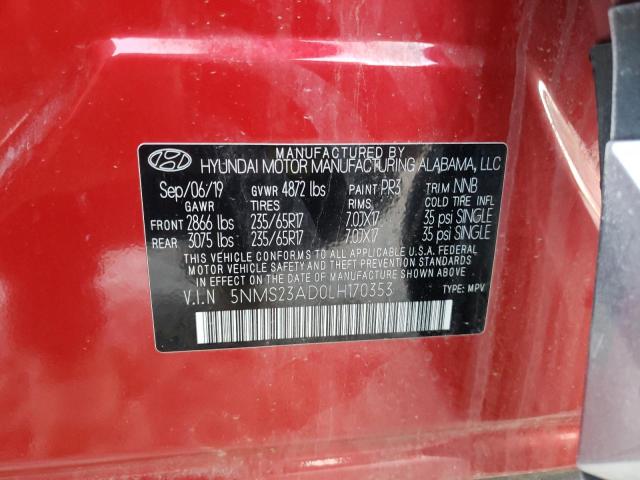 MANUFACTURED BY
HYUNDAI MOTOR MANUFACTURING ALABAMA, LLC
Sep/06/19 GVWR 4872 lbs PAINT PR3 TRIM NNB
GAWR TIRES RIMS COLD TIRE INFL
FRONT 2866 lbs 235/65R17 7.0JX17 35 psi SINGLE
REAR 3075 lbs 235/65R17 7.0JX17 35 psi SINGLE
THIS VEHICLE CONFORMS TO ALL APPLICABLE U.S.A. FEDERAL
MOTOR VEHICLE SAFETY STANDARDS IN EFFECT ON THE DATE OF
MANUFACTURE SHOWN ABOVE.
V.I.N 5NMS23AD0LH170353 TYPE: MPV